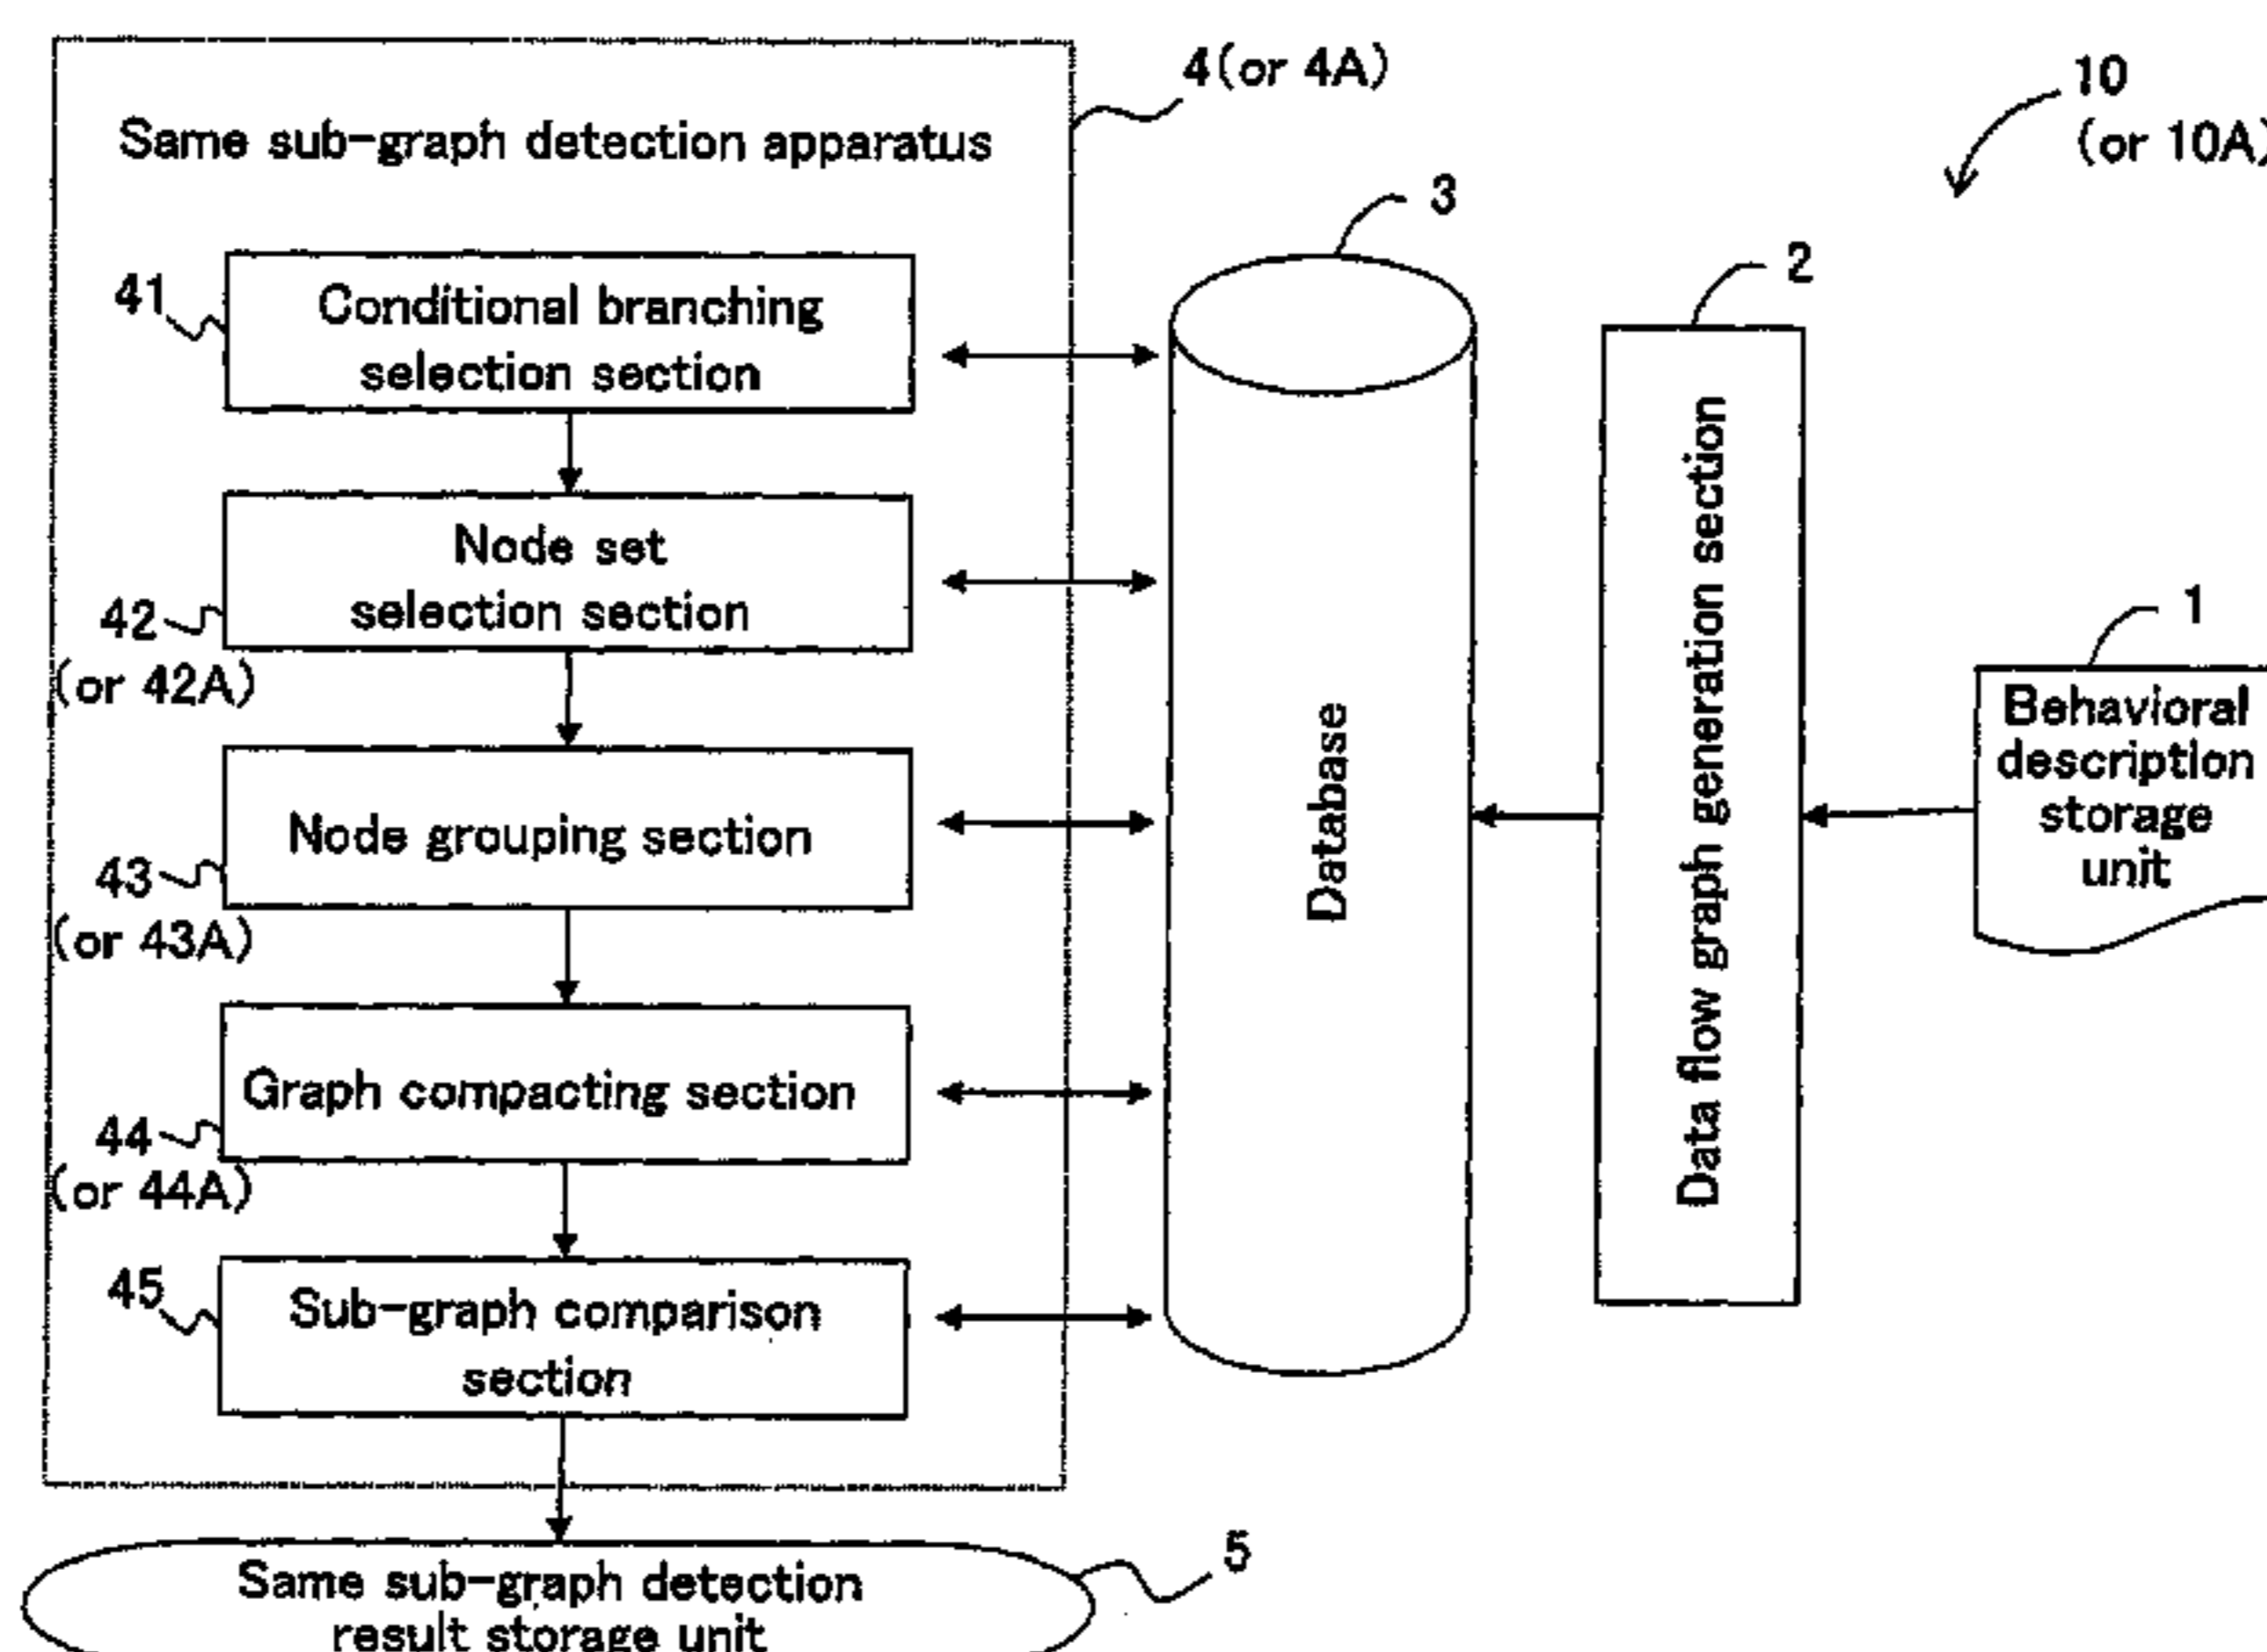 4(or 4A)
10
(or 10A)
Same sub-graph detection apparatus
3
2
41
Conditional branching
selection section
Node set
selection section
42
(or 42A)
1
Behavioral
description
storage
unit
Data flow graph generation section
Database
Node grouping section
43
(or 43A)
Graph compacting section
44
(or 44A)
45
Sub-graph comparison
section
5
Same sub-graph detection
result storage unit